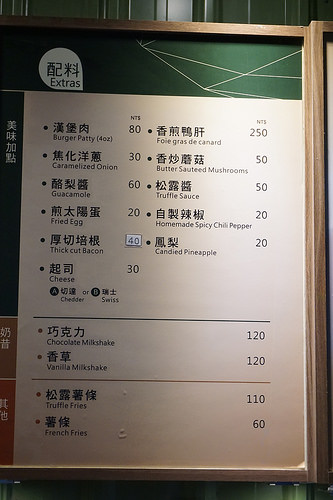 配料
Extras
美味加點
NT$
漢堡肉 80
Burger Patty (4oz)
焦化洋蔥 30
Caramelized Onion
酪梨醬 60
Guacamole
煎太陽蛋 20
Fried Egg
厚切培根 40
Thick cut Bacon
起司 30
Cheese
A 切達 or B 瑞士
Chedder Swiss
NT$
香煎鴨肝 250
Foie gras de canard
香炒蘑菇 50
Butter Sauteed Mushrooms
松露醬 50
Truffle Sauce
自製辣椒 20
Homemade Spicy Chili Pepper
鳳梨 20
Candied Pineapple
奶昔
巧克力 120
Chocolate Milkshake
香草 120
Vanilla Milkshake
其他
松露薯條 110
Truffle Fries
薯條 60
French Fries